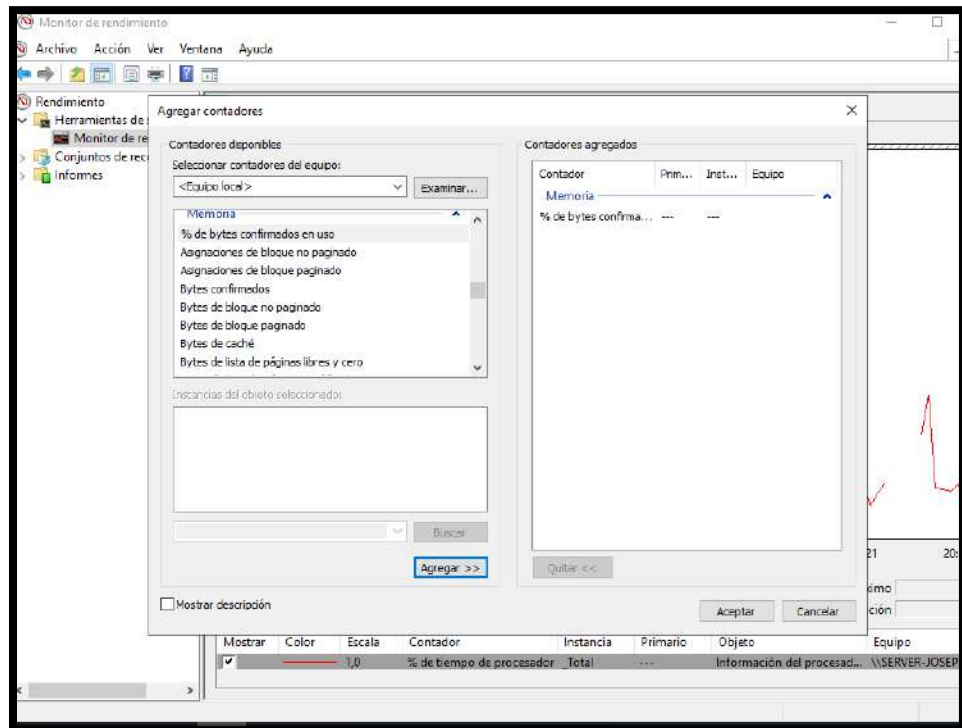 Monitor de rendimiento
Archivo Acción Ver Ventana Ayuda
Rendimiento
Herramientas de
Monitor de re
Conjuntos de reci
Informes
Agregar contadores
Contadores disponibles
Seleccionar contadores del equipo:
<Equipo local>
Examinar...
Memoria
% de bytes confirmados en uso
Asignaciones de bloque no paginado
Asignaciones de bloque paginado
Bytes confirmados
Bytes de bloque no paginado
Bytes de bloque paginado
Bytes de caché
Bytes de lista de páginas libres y cero
Instancias del objeto seleccionado:
Buscar
Agregar >>
Mostrar descripción
Contadores agregados
Contador Prim... Inst... Equipo
Memoria
% de bytes confirma... --- ---
Quitar <<
Aceptar Cancelar
21 20:
imo
ción
Mostrar Color Escala Contador Instancia Primario Objeto Equipo
1,0 % de tiempo de procesador _Total --- Información del procesad... \\SERVER-JOSEP